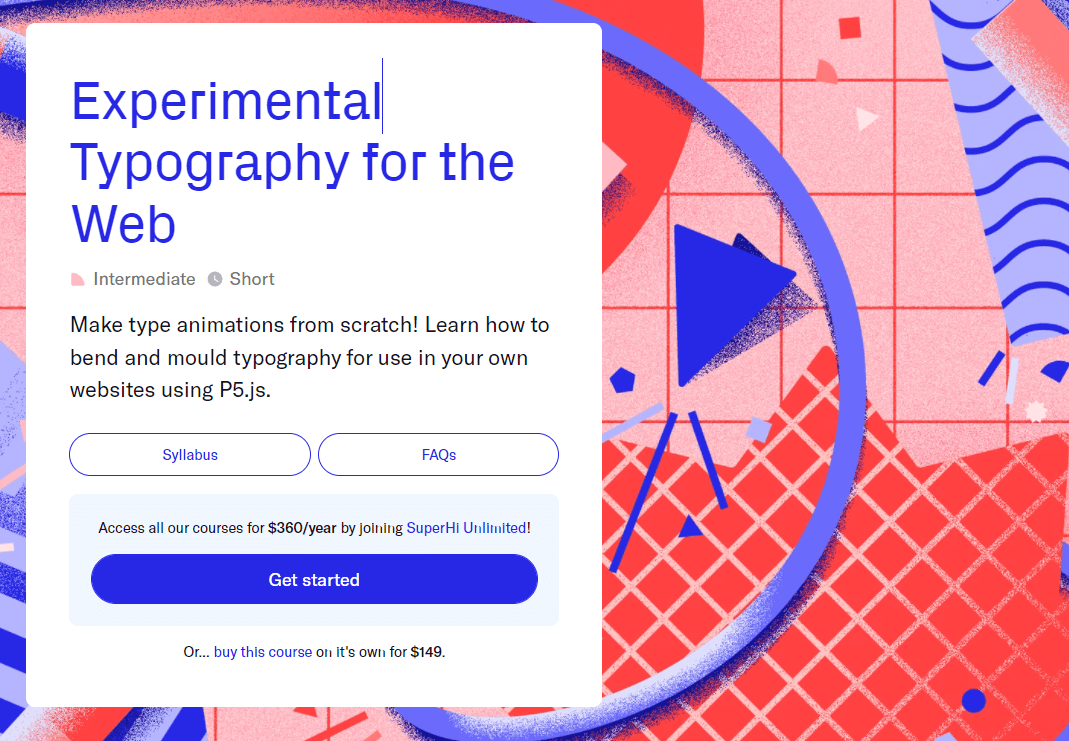 Experimental
Typography for the
Web
Intermediate Short
Make type animations from scratch! Learn how to
bend and mould typography for use in your own
websites using P5.js.
Syllabus FAQs
Access all our courses for $360/year by joining SuperHi Unlimited!
Get started
Or... buy this course on it's own for $149.